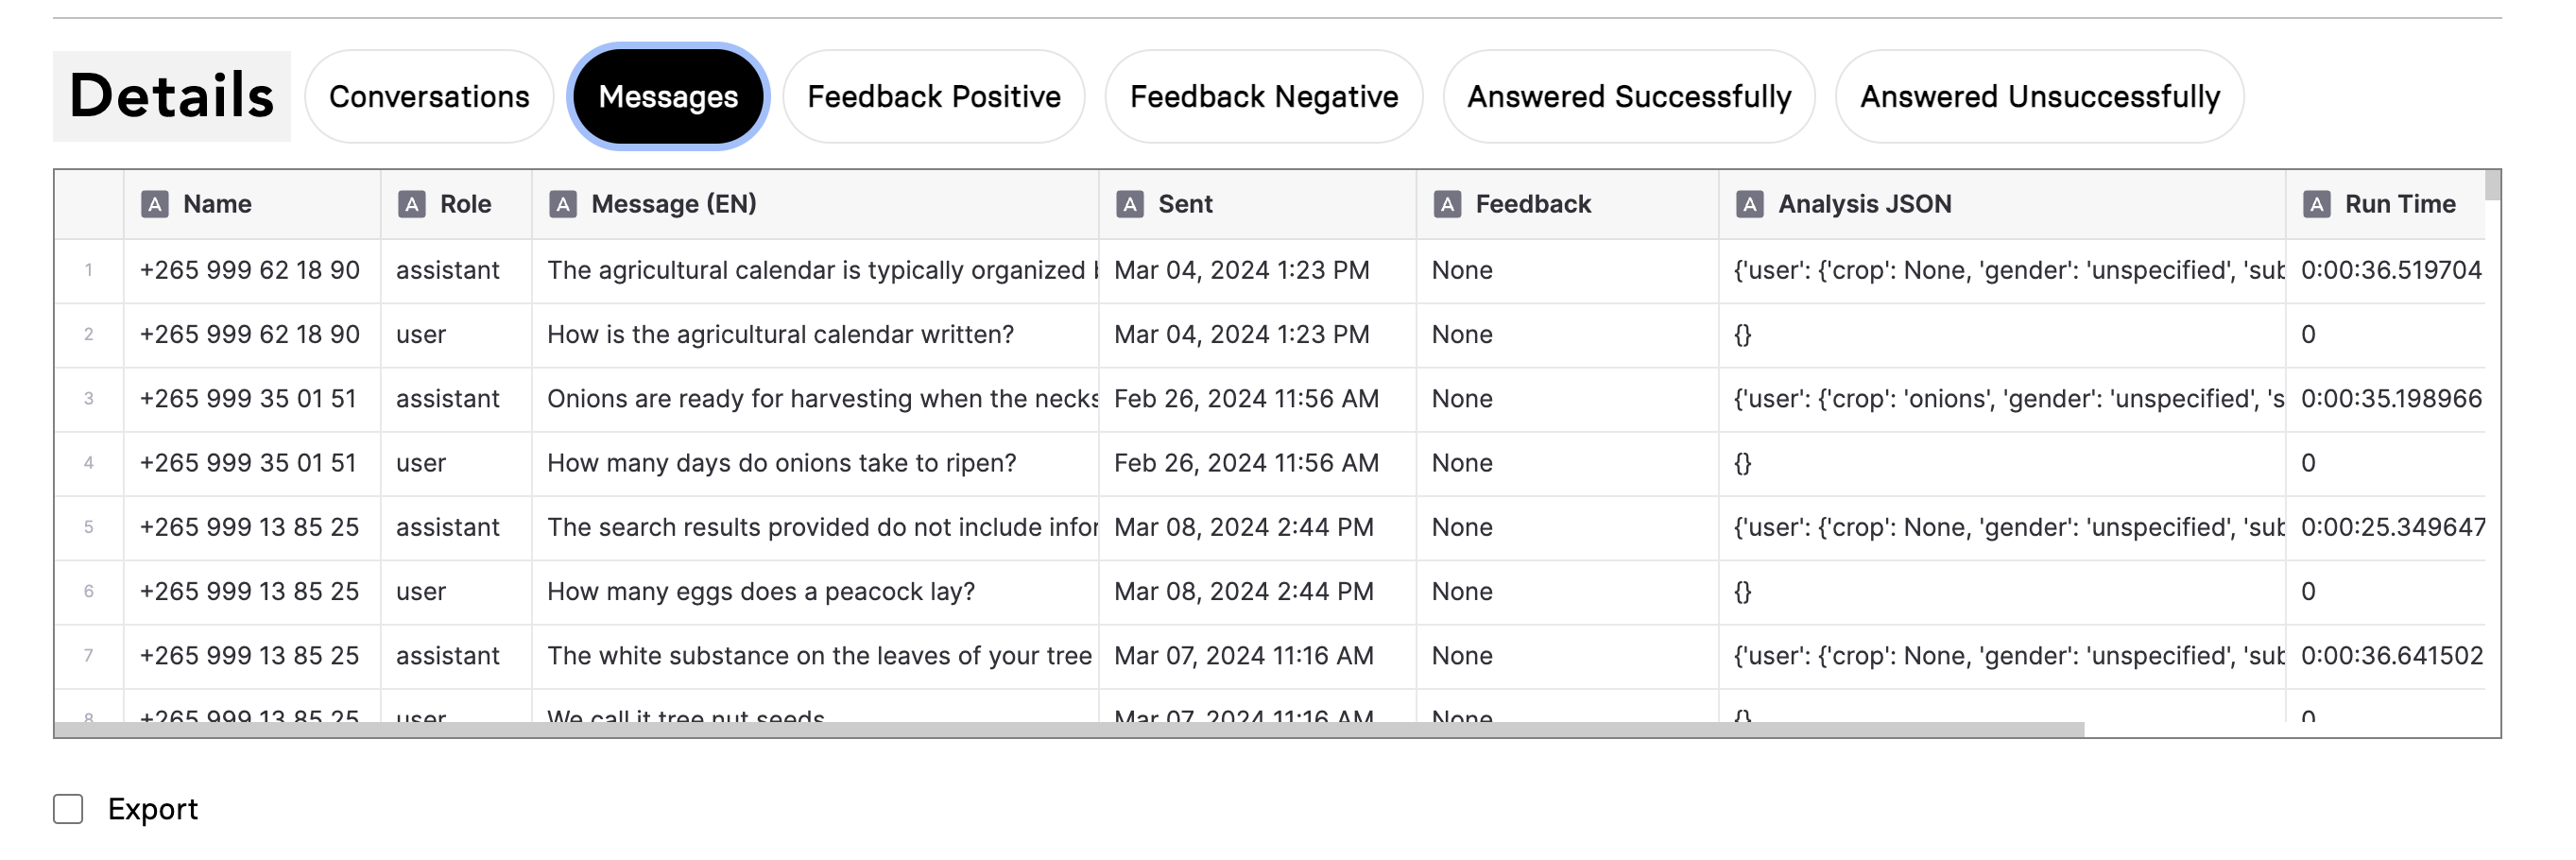 Details Conversations Messages Feedback Positive Feedback Negative Answered Successfully Answered Unsuccessfully
A Name A Role A Message (EN) A Sent A Feedback A Analysis JSON A Run Time
1 +265 999 62 18 90 assistant The agricultural calendar is typically organized Mar 04, 2024 1:23 PM None {'user': {'crop': None, 'gender': 'unspecified', 'sub 0:00:36.519704
2 +265 999 62 18 90 user How is the agricultural calendar written? Mar 04, 2024 1:23 PM None {} 0
3 +265 999 35 01 51 assistant Onions are ready for harvesting when the necks Feb 26, 2024 11:56 AM None {'user': {'crop': 'onions', 'gender': 'unspecified', 's 0:00:35.198966
4 +265 999 35 01 51 user How many days do onions take to ripen? Feb 26, 2024 11:56 AM None {} 0
5 +265 999 13 85 25 assistant The search results provided do not include infor Mar 08, 2024 2:44 PM None {'user': {'crop': None, 'gender': 'unspecified', 'sub 0:00:25.349647
6 +265 999 13 85 25 user How many eggs does a peacock lay? Mar 08, 2024 2:44 PM None {} 0
7 +265 999 13 85 25 assistant The white substance on the leaves of your tree Mar 07, 2024 11:16 AM None {'user': {'crop': None, 'gender': 'unspecified', 'sub 0:00:36.641502
8 +265 999 13 85 25 user We call it tree nut seeds Mar 07, 2024 11:16 AM None {} 0
Export